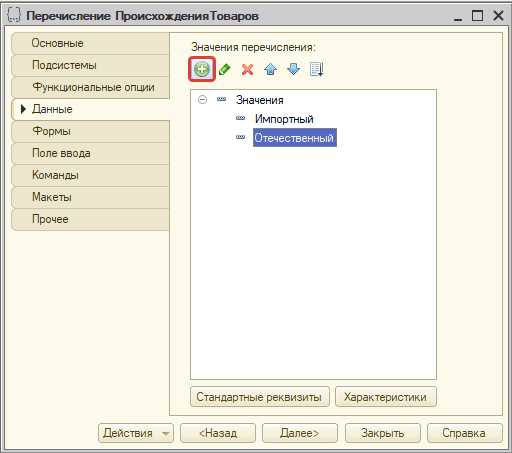 Перечисление ПроисхожденияТоваров
Основные
Подсистемы
Функциональные опции
Данные
Формы
Поле ввода
Команды
Макеты
Прочее
Значения перечисления:
Значения
Импортный
Отечественный
Стандартные реквизиты
Характеристики
Действия
<Назад
Далее>
Закрыть
Справка